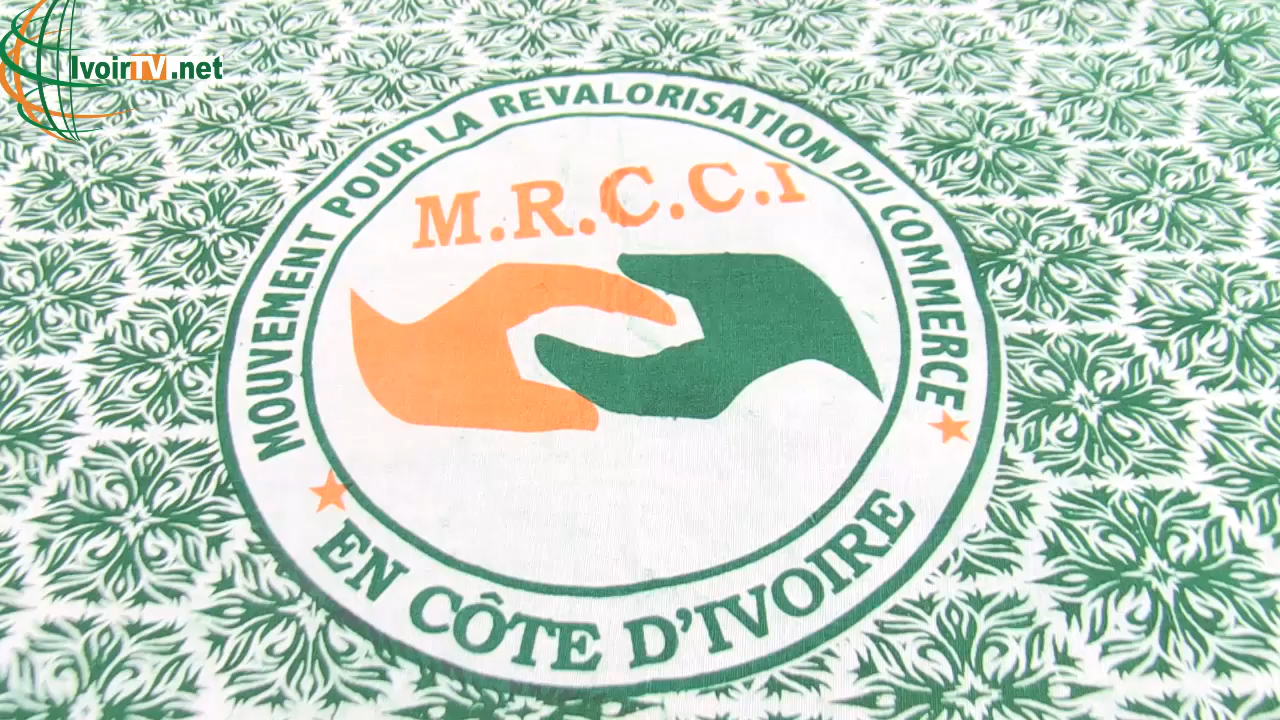 IvoirTV.net
MOUVEMENT POUR LA REVALORISATION DU COMMERCE
M.R.C.C.I
EN CÔTE D'IVOIRE